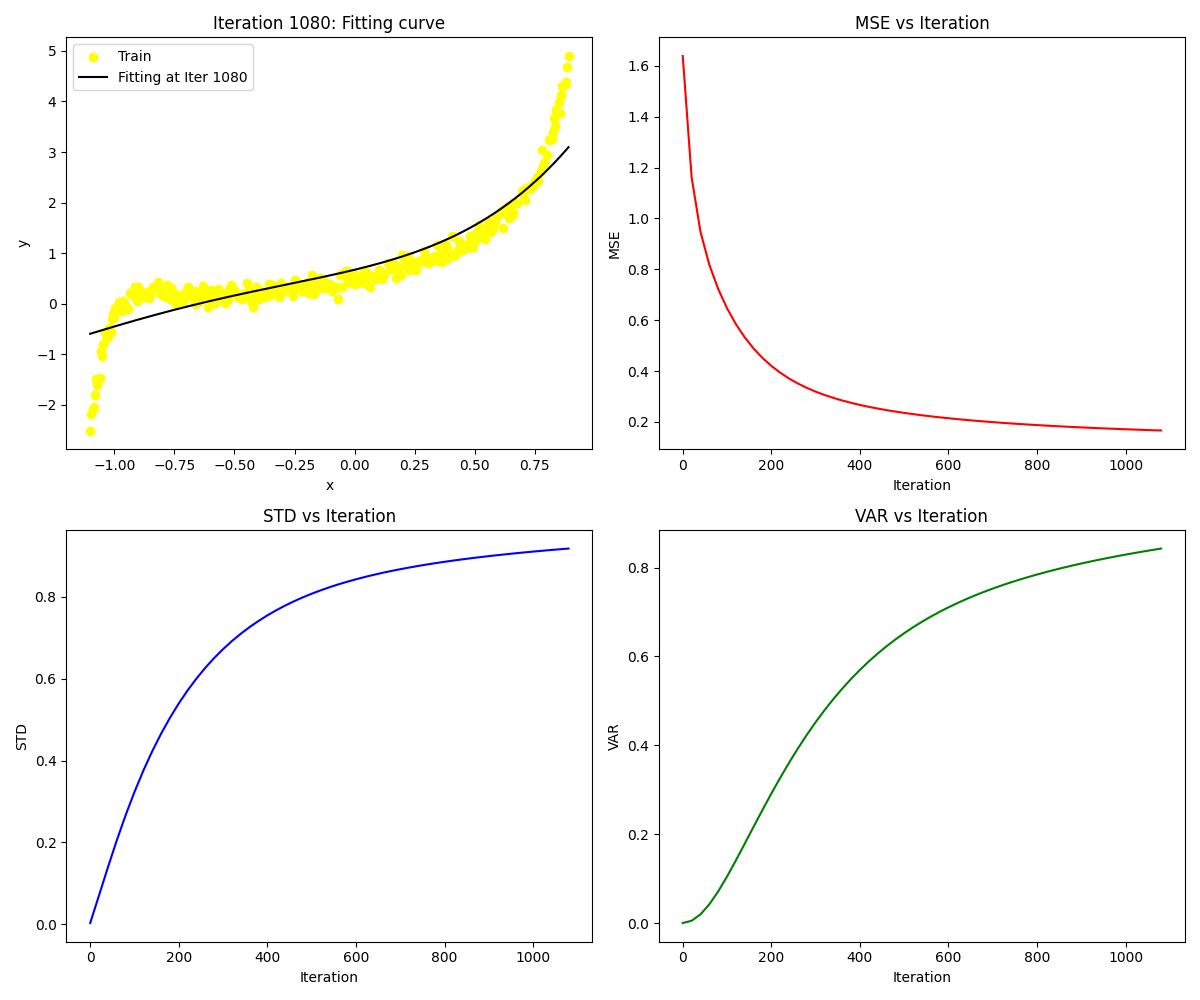 Iteration 1080: Fitting curve
Train
Fitting at Iter 1080
5
4
3
2
1
0
−1
−2
y
−1.00 −0.75 −0.50 −0.25 0.00 0.25 0.50 0.75
x
MSE vs Iteration
1.6
1.4
1.2
1.0
0.8
0.6
0.4
0.2
MSE
0 200 400 600 800 1000
Iteration
STD vs Iteration
0.8
0.6
0.4
0.2
0.0
STD
0 200 400 600 800 1000
Iteration
VAR vs Iteration
0.8
0.6
0.4
0.2
0.0
VAR
0 200 400 600 800 1000
Iteration